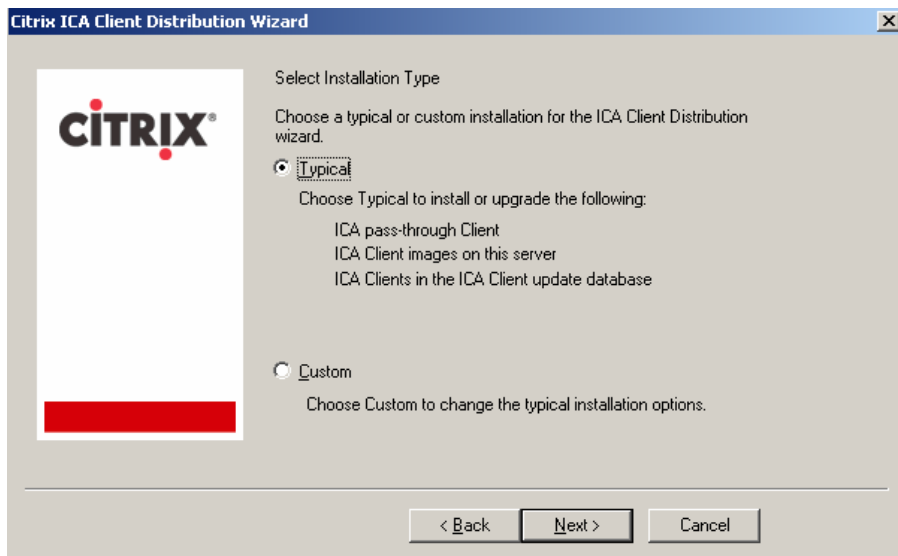 Citrix ICA Client Distribution Wizard
CITRIX®
Select Installation Type
Choose a typical or custom installation for the ICA Client Distribution
wizard.
Typical
Choose Typical to install or upgrade the following:
ICA pass-through Client
ICA Client images on this server
ICA Clients in the ICA Client update database
Custom
Choose Custom to change the typical installation options.
< Back
Next >
Cancel